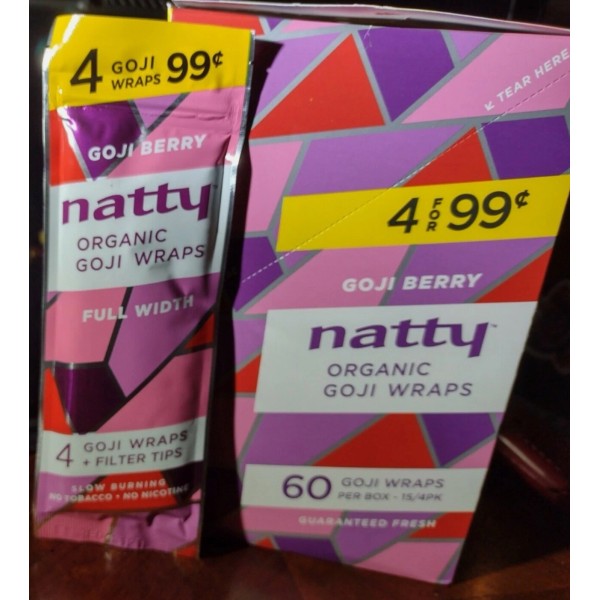 4 GOJI WRAPS 99¢
GOJI BERRY
natty
ORGANIC
GOJI WRAPS
FULL WIDTH
4 GOJI WRAPS
+ FILTER TIPS
SLOW BURNING
NO TOBACCO • NO NICOTINE
TEAR HERE
4 FOR 99¢
GOJI BERRY
natty™
ORGANIC
GOJI WRAPS
60 GOJI WRAPS
PER BOX - 15/4PK
GUARANTEED FRESH